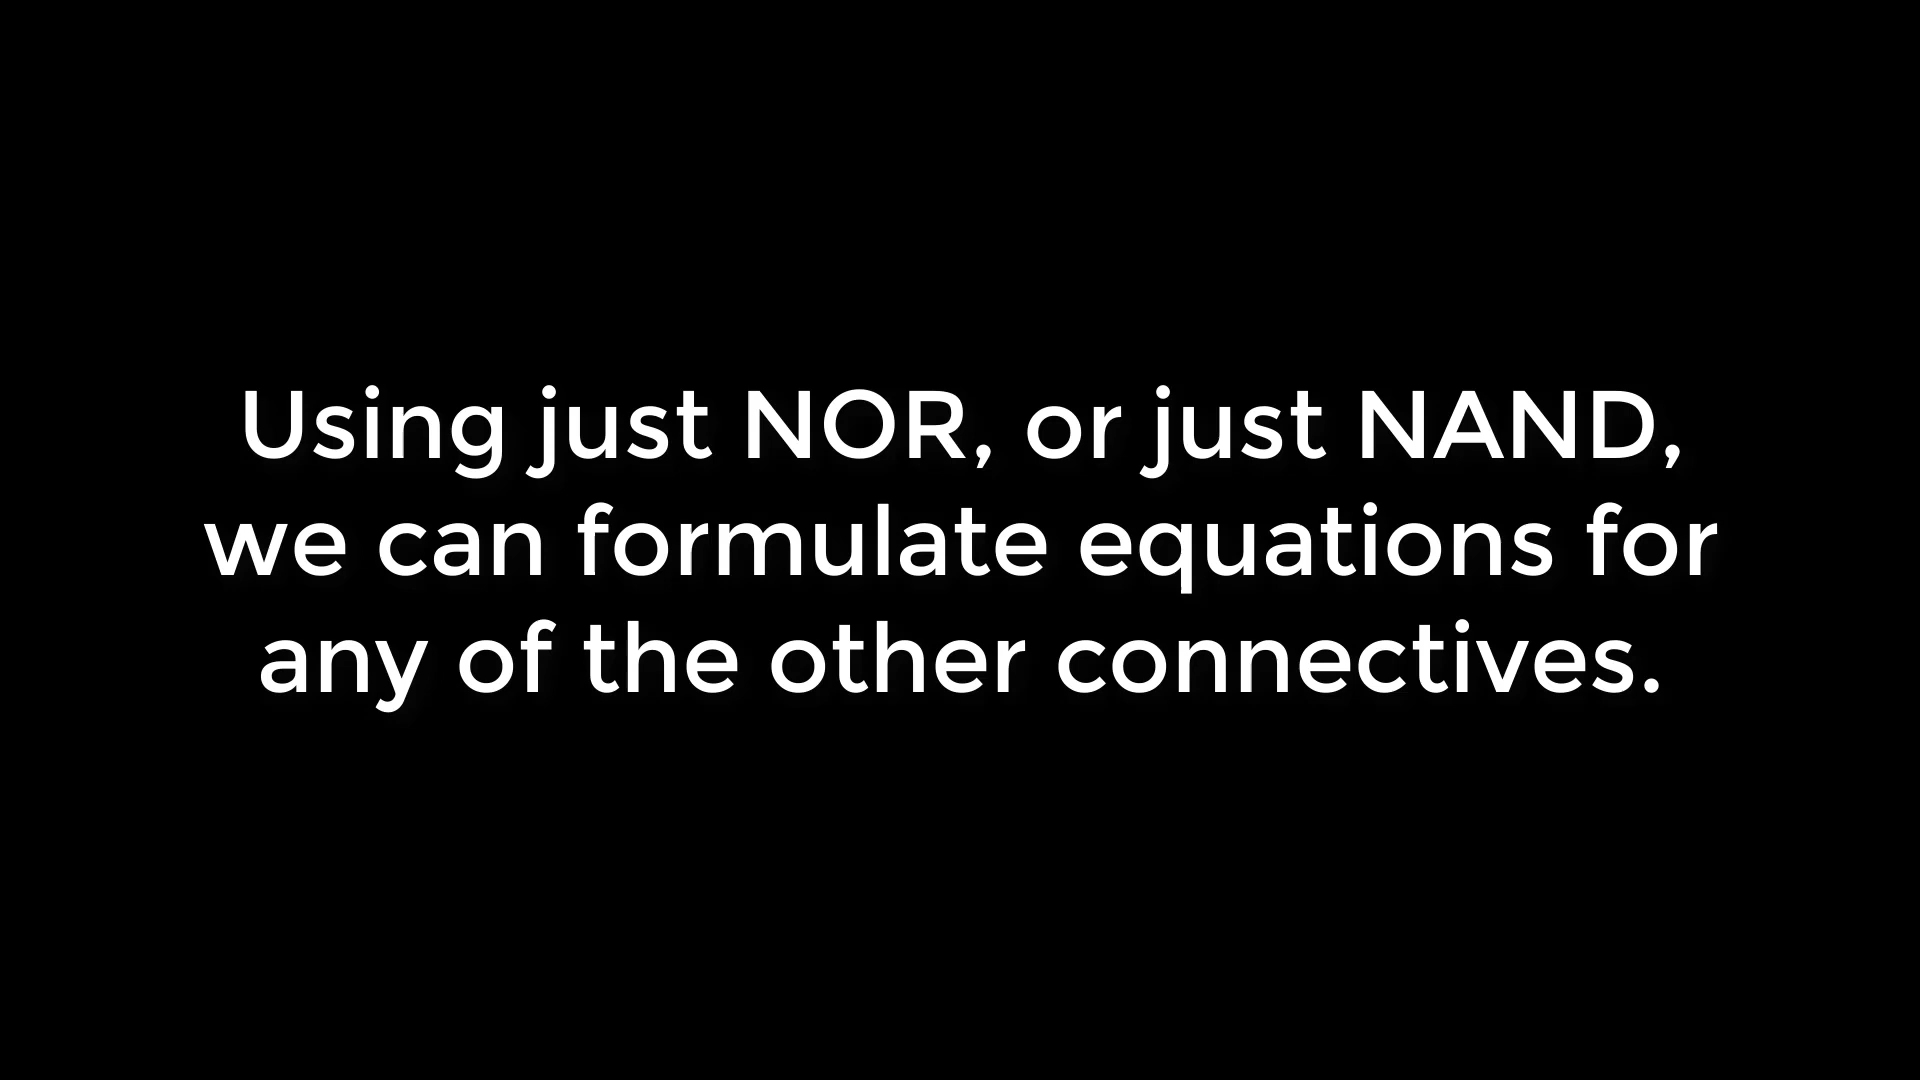 Using just NOR, or just NAND,
we can formulate equations for
any of the other connectives.